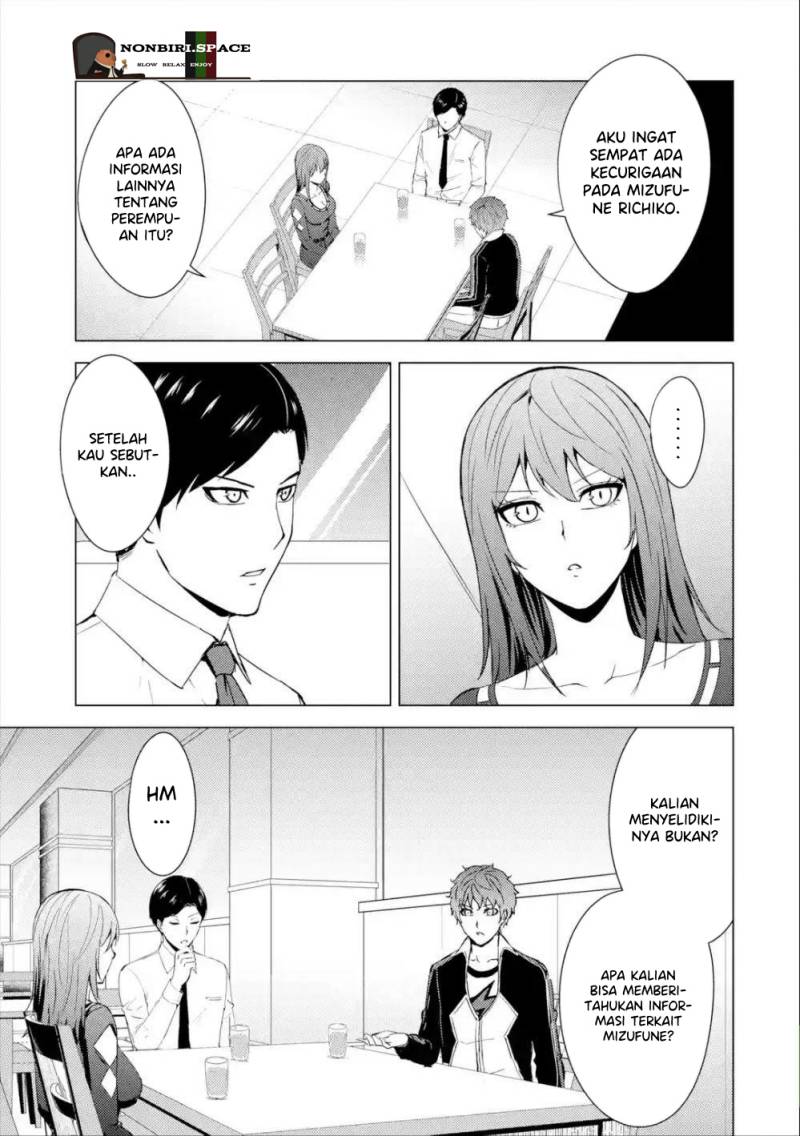 NONBIRI.SPACE
SLOW RELAX ENJOY
AKU INGAT
SEMPAT ADA
KECURIGAAN
PADA MIZUFU-
NE RICHIKO.
APA ADA
INFORMASI
LAINNYA
TENTANG
PEREMPU-
AN ITU?
.......
SETELAH
KAU SEBUT-
KAN..
KALIAN
MENYELIDIKI-
NYA BUKAN?
APA KALIAN
BISA MEMBERI-
TAHUKAN INFOR-
MASI TERKAIT
MIZUFUNE?
HM
...